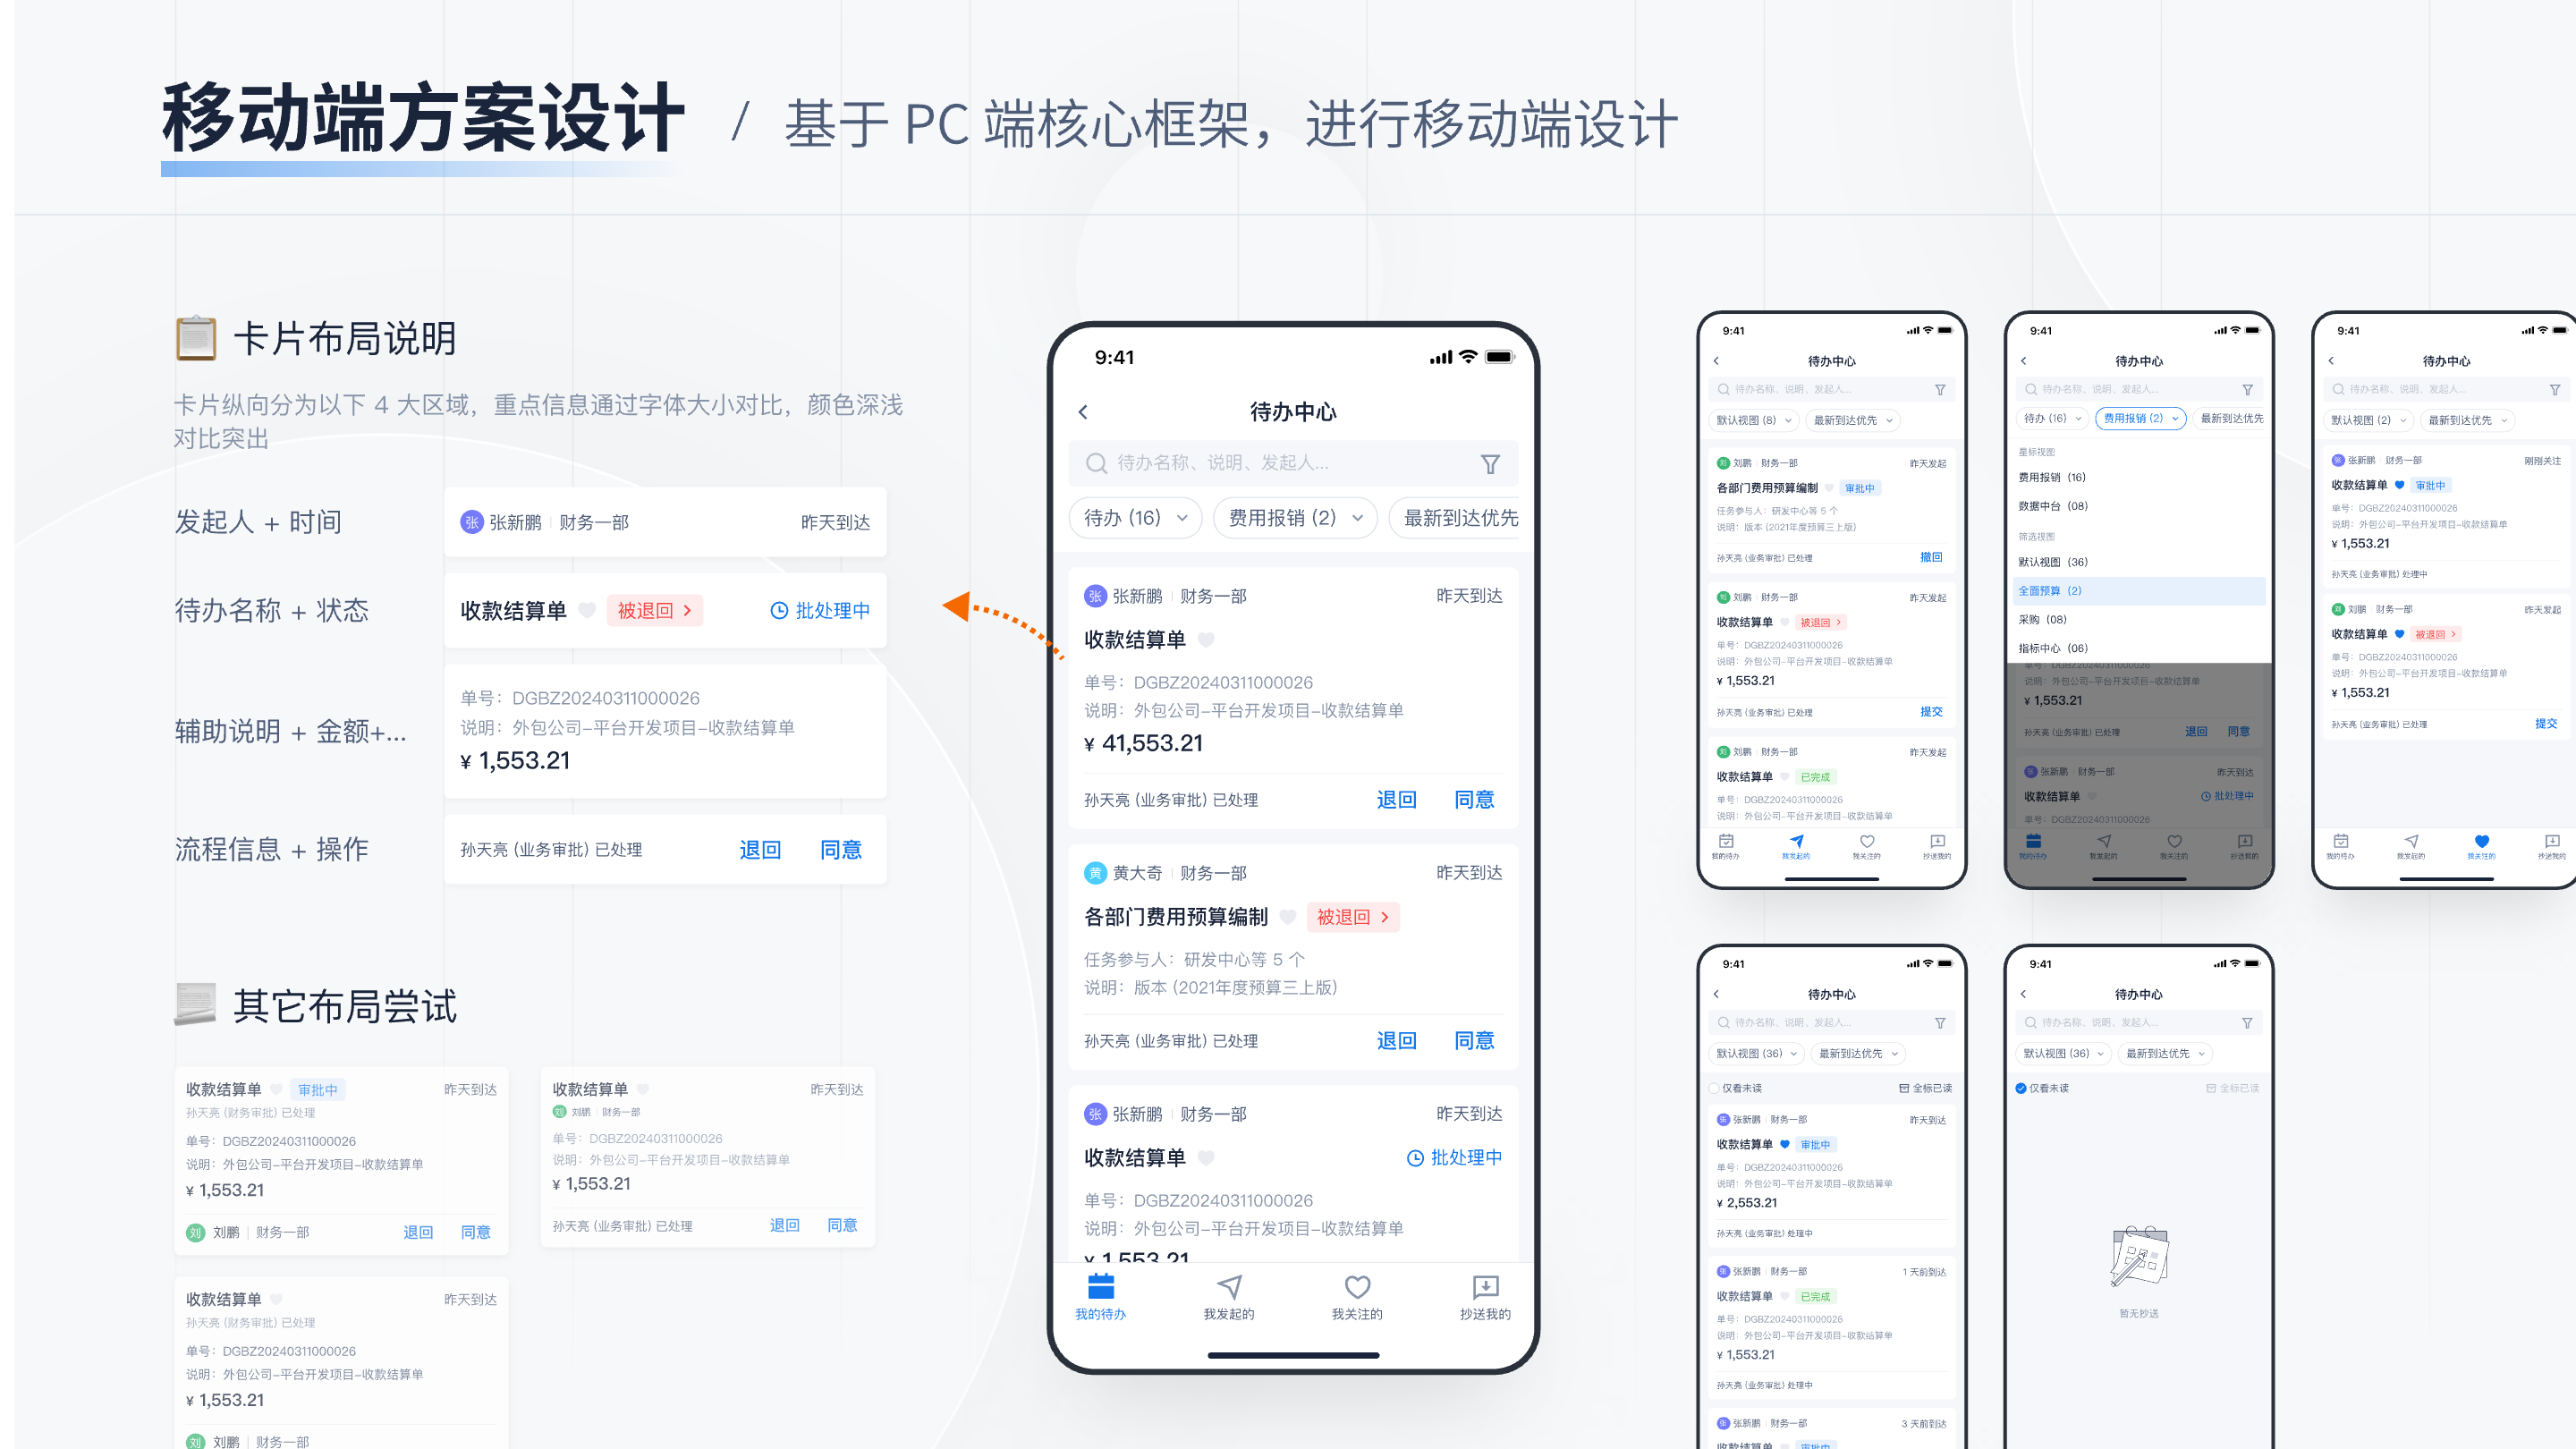 移动端方案设计 / 基于 PC 端核心框架，进行移动端设计
卡片布局说明
卡片纵向分为以下 4 大区域，重点信息通过字体大小对比，颜色深浅
对比突出
发起人 + 时间
张 张新鹏 财务一部 昨天到达
待办名称 + 状态
收款结算单 被退回 批处理中
辅助说明 + 金额+...
单号：DGBZ20240311000026
说明：外包公司–平台开发项目–收款结算单
¥ 1,553.21
流程信息 + 操作
孙天亮 (业务审批) 已处理 退回 同意
其它布局尝试
收款结算单 审批中 昨天到达
孙天亮 (财务审批) 已处理
单号：DGBZ20240311000026
说明：外包公司–平台开发项目–收款结算单
¥ 1,553.21
刘 刘鹏 财务一部 退回 同意
收款结算单 昨天到达
刘 刘鹏 财务一部
单号：DGBZ20240311000026
说明：外包公司–平台开发项目–收款结算单
¥ 1,553.21
孙天亮 (业务审批) 已处理 退回 同意
收款结算单 昨天到达
孙天亮 (财务审批) 已处理
单号：DGBZ20240311000026
说明：外包公司–平台开发项目–收款结算单
¥ 1,553.21
刘 刘鹏 财务一部
9:41
待办中心
待办名称、说明、发起人...
待办 (16) 费用报销 (2) 最新到达优先
张 张新鹏 财务一部 昨天到达
收款结算单
单号：DGBZ20240311000026
说明：外包公司–平台开发项目–收款结算单
¥ 41,553.21
孙天亮 (业务审批) 已处理 退回 同意
黄 黄大奇 财务一部 昨天到达
各部门费用预算编制 被退回
任务参与人：研发中心等 5 个
说明：版本 (2021年度预算三上版)
孙天亮 (业务审批) 已处理 退回 同意
张 张新鹏 财务一部 昨天到达
收款结算单 批处理中
单号：DGBZ20240311000026
说明：外包公司–平台开发项目–收款结算单
¥ 1,553.21
我的待办 我发起的 我关注的 抄送我的
9:41
待办中心
待办名称、说明、发起人...
默认视图 (8) 最新到达优先
刘 刘鹏 财务一部 昨天发起
各部门费用预算编制 审批中
任务参与人：研发中心等 5 个
说明：版本 (2021年度预算三上版)
孙天亮 (业务审批) 已处理 撤回
刘 刘鹏 财务一部 昨天发起
收款结算单 被退回
单号：DGBZ20240311000026
说明：外包公司–平台开发项目–收款结算单
¥ 1,553.21
孙天亮 (业务审批) 已处理 提交
刘 刘鹏 财务一部 昨天发起
收款结算单 已完成
单号：DGBZ20240311000026
说明：外包公司–平台开发项目–收款结算单
我的待办 我发起的 我关注的 抄送我的
9:41
待办中心
待办名称、说明、发起人...
待办 (16) 费用报销 (2) 最新到达优先
星标视图
费用报销 (16)
数据中台 (08)
筛选视图
默认视图 (36)
全面预算 (2)
采购 (08)
指标中心 (06)
单号：DGBZ20240311000026
说明：外包公司–平台开发项目–收款结算单
¥ 1,553.21
孙天亮 (业务审批) 已处理 退回 同意
张 张新鹏 财务一部 昨天到达
收款结算单 批处理中
单号：DGBZ20240311000026
我的待办 我发起的 我关注的 抄送我的
9:41
待办中心
待办名称、说明、发起人...
默认视图 (2) 最新到达优先
张 张新鹏 财务一部 刚刚关注
收款结算单 审批中
单号：DGBZ20240311000026
说明：外包公司–平台开发项目–收款结算单
¥ 1,553.21
孙天亮 (业务审批) 处理中
刘 刘鹏 财务一部 昨天发起
收款结算单 被退回
单号：DGBZ20240311000026
说明：外包公司–平台开发项目–收款结算单
¥ 1,553.21
孙天亮 (业务审批) 已处理 提交
我的待办 我发起的 我关注的 抄送我的
9:41
待办中心
待办名称、说明、发起人...
默认视图 (36) 最新到达优先
仅看未读 全标已读
张 张新鹏 财务一部 昨天到达
收款结算单 审批中
单号：DGBZ20240311000026
说明：外包公司–平台开发项目–收款结算单
¥ 2,553.21
孙天亮 (业务审批) 处理中
张 张新鹏 财务一部 1 天前到达
收款结算单 已完成
单号：DGBZ20240311000026
说明：外包公司–平台开发项目–收款结算单
¥ 1,553.21
孙天亮 (业务审批) 处理中
张 张新鹏 财务一部 3 天前到达
收款结算单 审批中
9:41
待办中心
待办名称、说明、发起人...
默认视图 (36) 最新到达优先
仅看未读 全标已读
暂无抄送